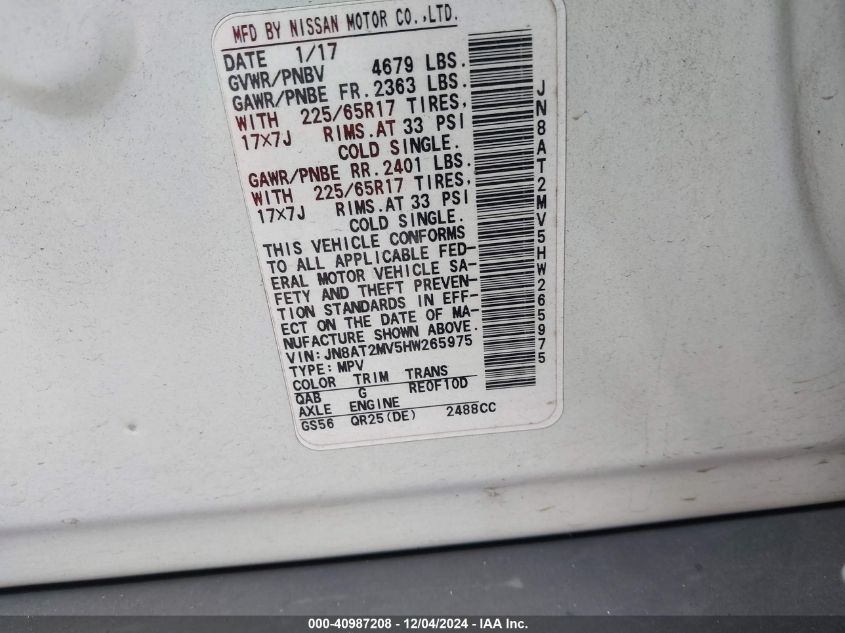 MFD BY NISSAN MOTOR CO.,LTD.
DATE 1/17
GVWR/PNBV 4679 LBS.
GAWR/PNBE FR.2363 LBS.
WITH 225/65R17 TIRES,
17X7J RIMS.AT 33 PSI
COLD SINGLE.
GAWR/PNBE RR.2401 LBS.
WITH 225/65R17 TIRES,
17X7J RIMS.AT 33 PSI
COLD SINGLE.
THIS VEHICLE CONFORMS
TO ALL APPLICABLE FED-
ERAL MOTOR VEHICLE SA-
FETY AND THEFT PREVEN-
TION STANDARDS IN EFF-
ECT ON THE DATE OF MA-
NUFACTURE SHOWN ABOVE.
VIN:JN8AT2MV5HW265975
TYPE:MPV
COLOR TRIM TRANS
QAB G RE0F10D
AXLE ENGINE
GS56 QR25(DE) 2488CC
JN8AT2MV5HW265975
000-40987208 - 12/04/2024 - IAA Inc.